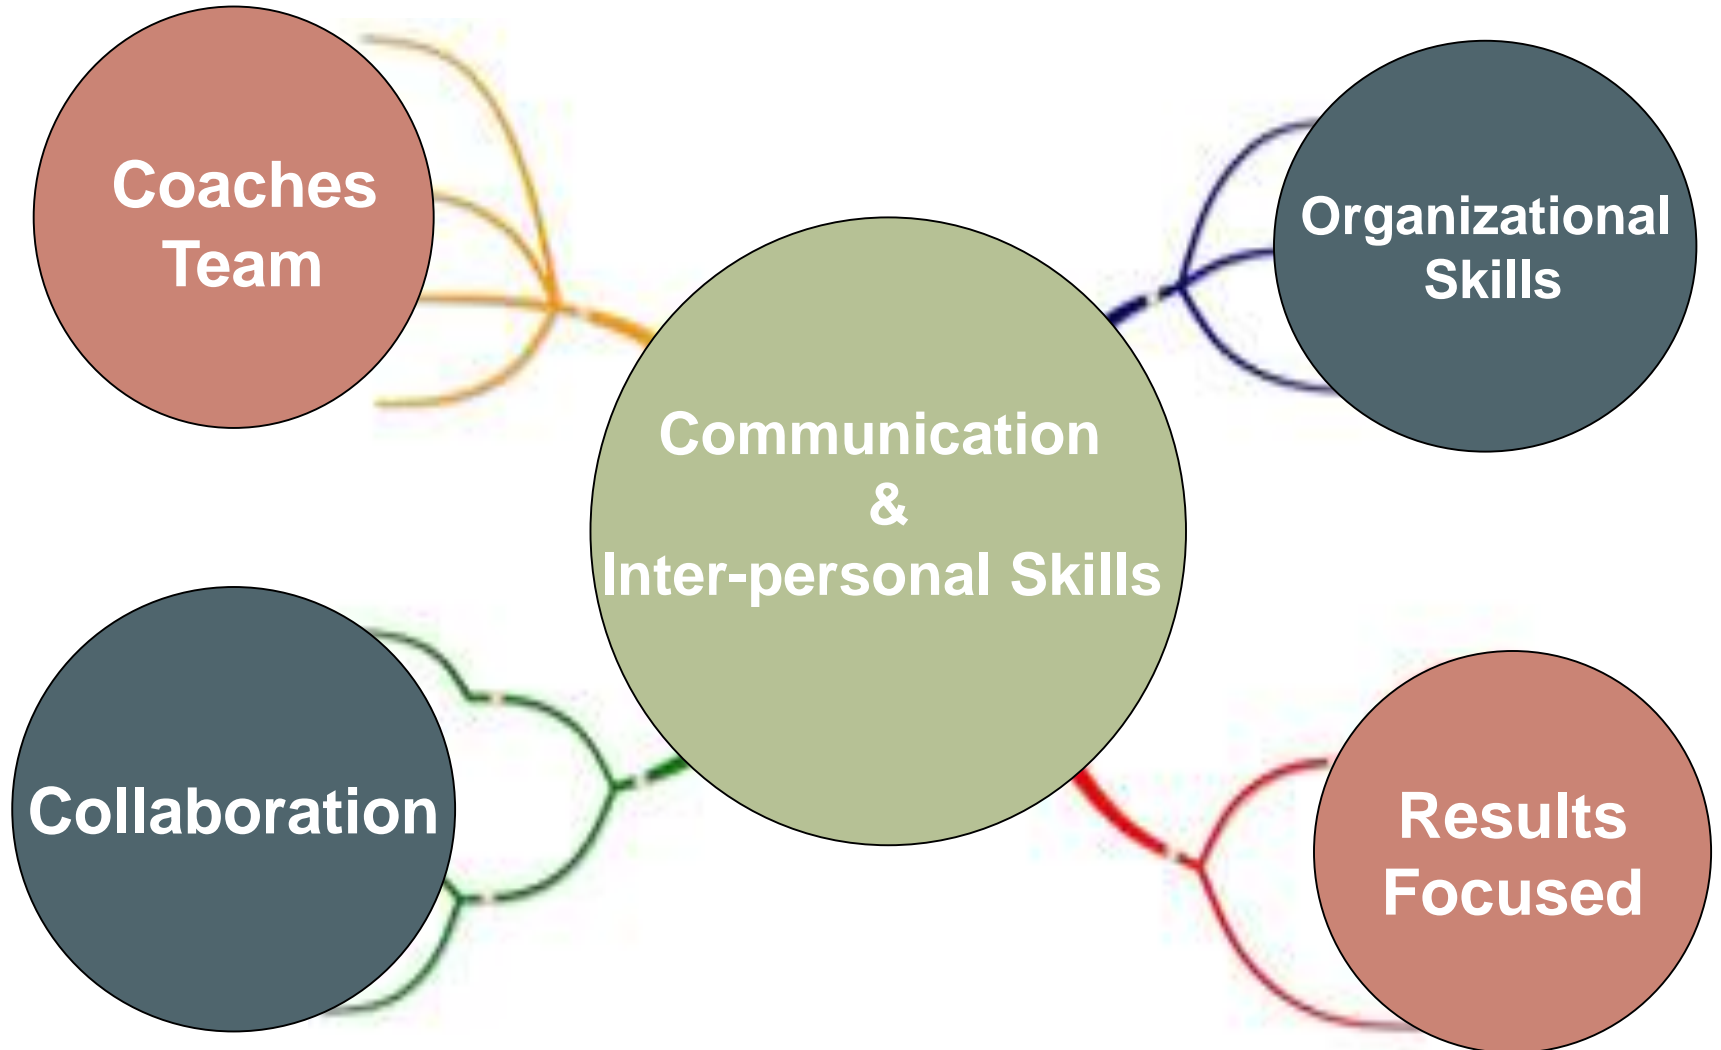 Coaches
Team
Organizational
Skills
Communication
&
Inter-personal Skills
Collaboration
Results
Focused